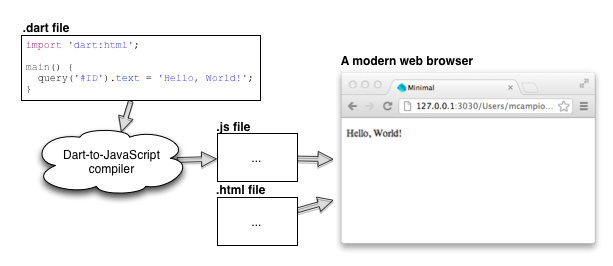 .dart file
import 'dart:html';
main() {
query('#ID').text = 'Hello, World!';
}
Dart-to-JavaScript
compiler
.js file
...
.html file
...
A modern web browser
Minimal
127.0.0.1:3030/Users/mcampio...
Hello, World!